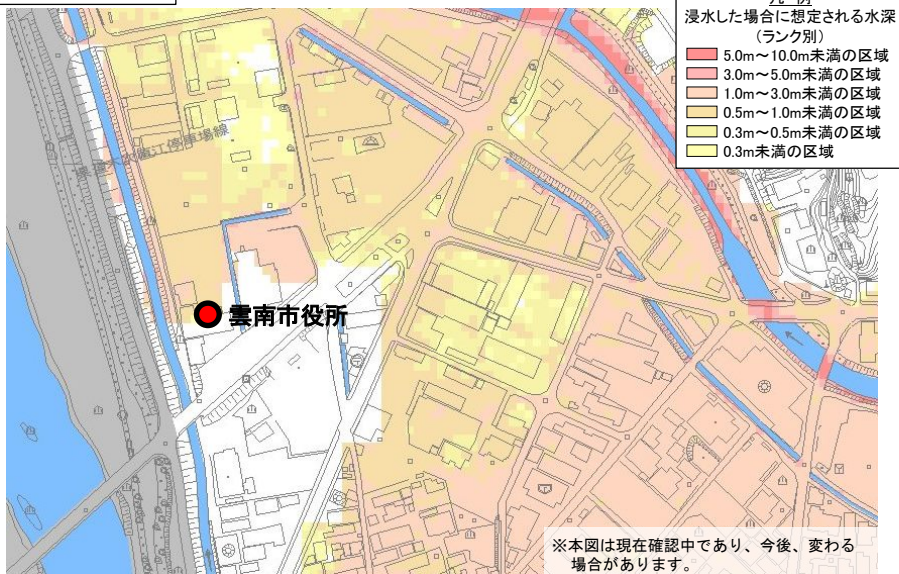 凡 例
浸水した場合に想定される水深
(ランク別)
5.0m～10.0m未満の区域
3.0m～5.0m未満の区域
1.0m～3.0m未満の区域
0.5m～1.0m未満の区域
0.3m～0.5m未満の区域
0.3m未満の区域
雲南市役所
※本図は現在確認中であり、今後、変わる
場合があります。